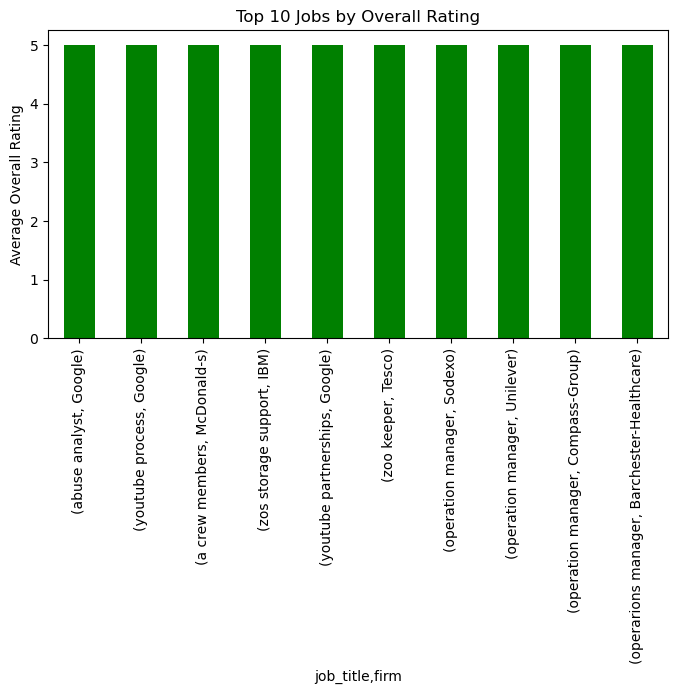 Top 10 Jobs by Overall Rating
Average Overall Rating
5
4
3
2
1
0
(abuse analyst, Google)
(youtube process, Google)
(a crew members, McDonald-s)
(zos storage support, IBM)
(youtube partnerships, Google)
(zoo keeper, Tesco)
(operation manager, Sodexo)
(operation manager, Unilever)
(operation manager, Compass-Group)
(operarions manager, Barchester-Healthcare)
job_title,firm